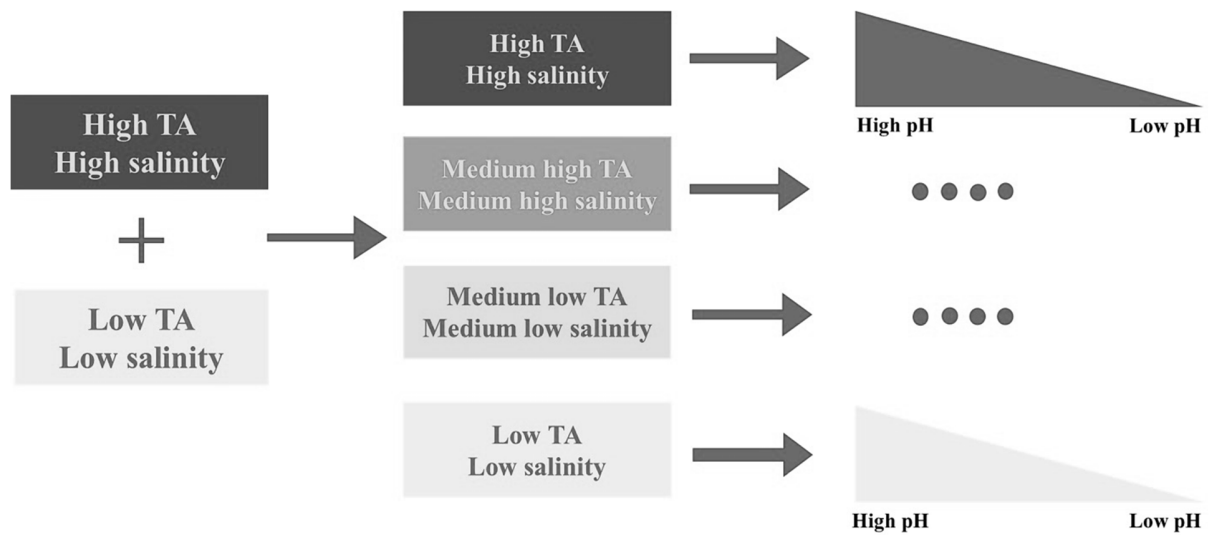 High TA
High salinity
+
Low TA
Low salinity
High TA
High salinity
Medium high TA
Medium high salinity
Medium low TA
Medium low salinity
Low TA
Low salinity
High pH
Low pH
High pH
Low pH